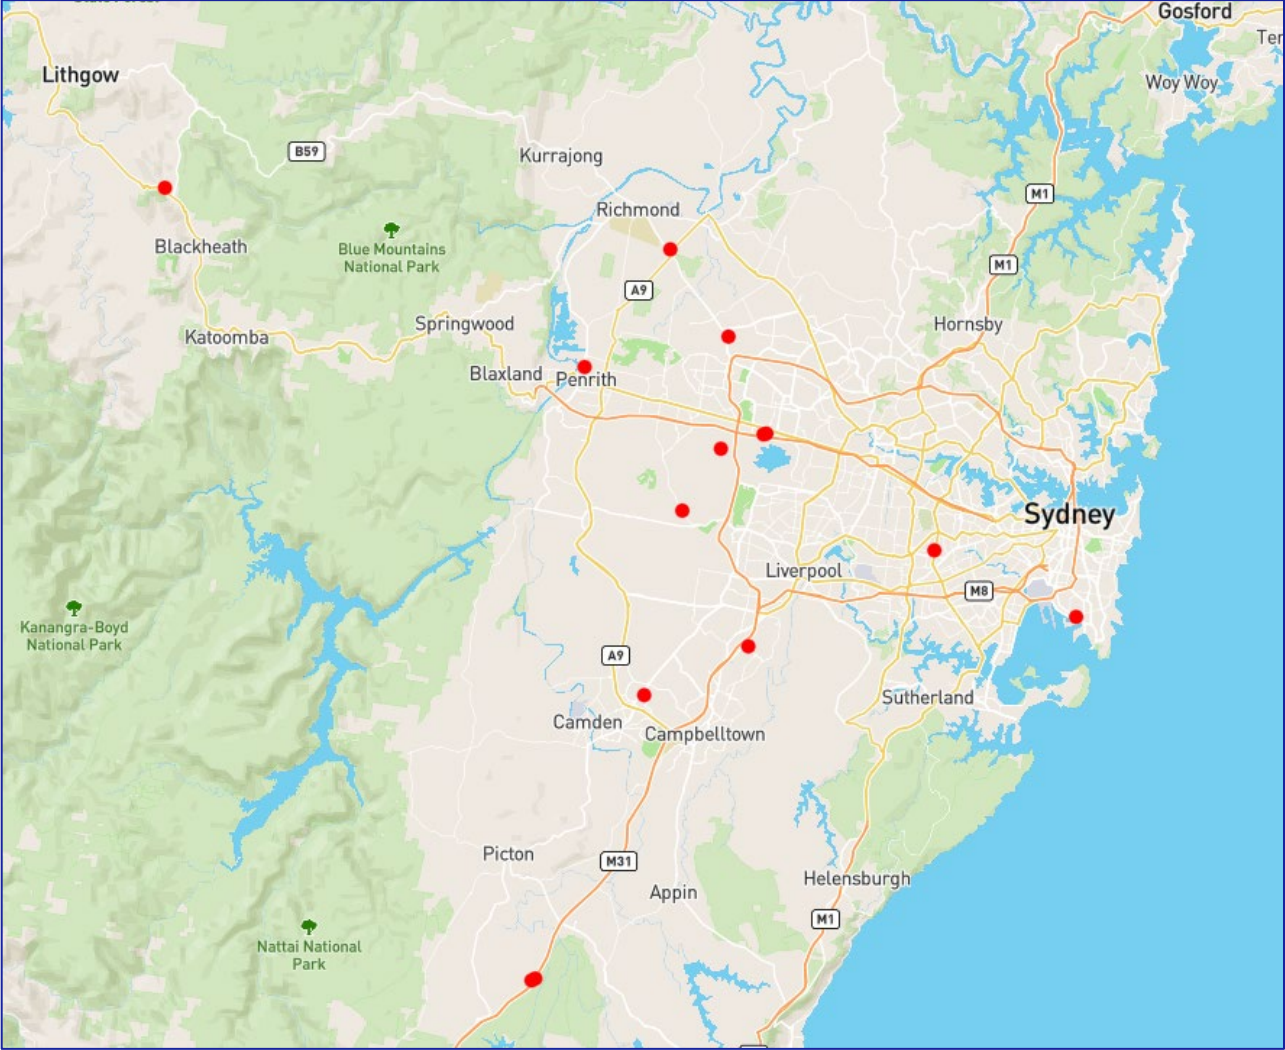 Gosford
Lithgow
Woy Woy
B59
Kurrajong
M1
Richmond
Blackheath
Blue Mountains
National Park
M1
A9
Springwood
Hornsby
Katoomba
Blaxland
Penrith
Sydney
Liverpool
M8
Kanangra-Boyd
National Park
A9
Sutherland
Camden
Campbelltown
Picton
M31
Appin
Helensburgh
M1
Nattai National
Park